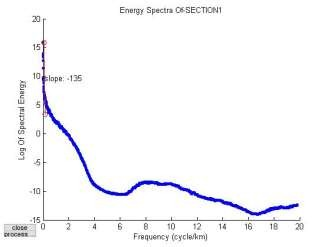 Energy Spectra Of-SECTION1
20
15
10
slope: -135
5
0
-5
-10
-15
0 2 4 6 8 10 12 14 16 18 20
Log Of Spectral Energy
Frequency (cycle/km)
close
process